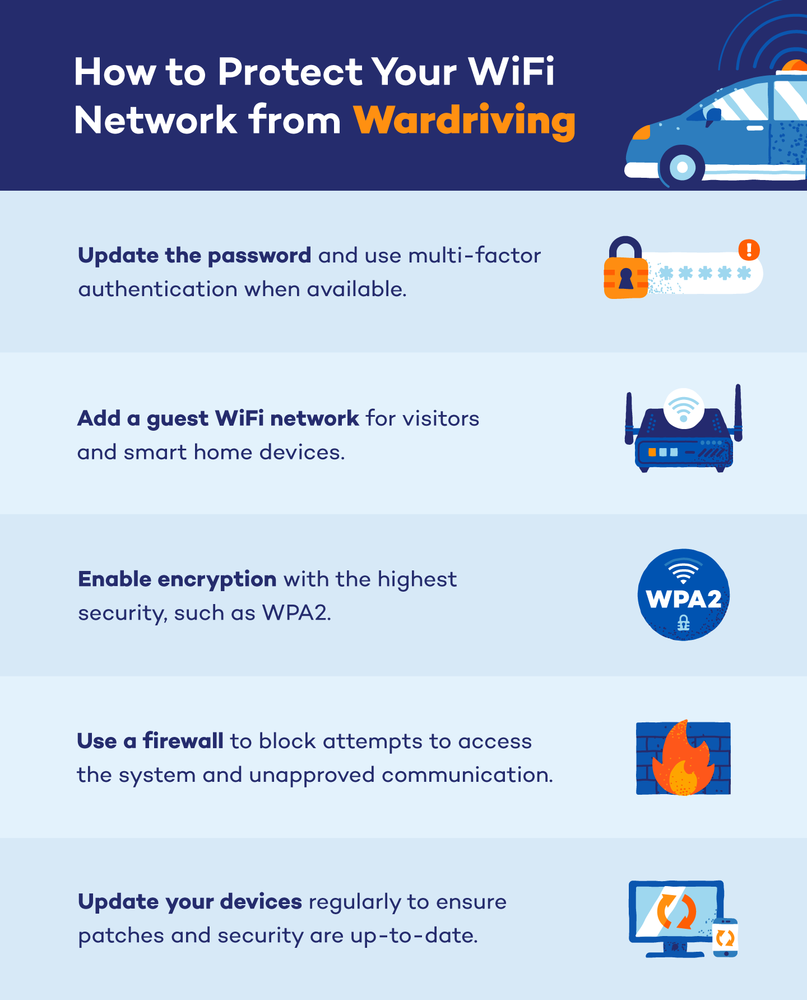 How to Protect Your WiFi
Network from Wardriving
Update the password and use multi-factor
authentication when available.
*****
!
Add a guest WiFi network for visitors
and smart home devices.
Enable encryption with the highest
security, such as WPA2.
WPA2
Use a firewall to block attempts to access
the system and unapproved communication.
Update your devices regularly to ensure
patches and security are up-to-date.